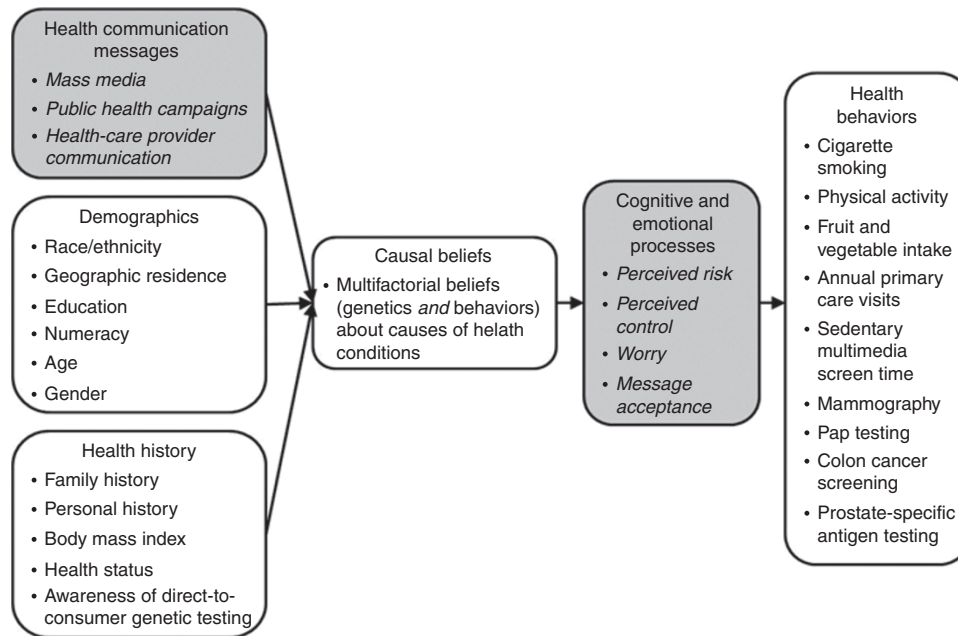 Health communication
messages
• Mass media
• Public health campaigns
• Health-care provider
communication
Demographics
• Race/ethnicity
• Geographic residence
• Education
• Numeracy
• Age
• Gender
Health history
• Family history
• Personal history
• Body mass index
• Health status
• Awareness of direct-to-
consumer genetic testing
Causal beliefs
• Multifactorial beliefs
(genetics and behaviors)
about causes of helath
conditions
Cognitive and
emotional
processes
• Perceived risk
• Perceived
control
• Worry
• Message
acceptance
Health
behaviors
• Cigarette
smoking
• Physical activity
• Fruit and
vegetable intake
• Annual primary
care visits
• Sedentary
multimedia
screen time
• Mammography
• Pap testing
• Colon cancer
screening
• Prostate-specific
antigen testing